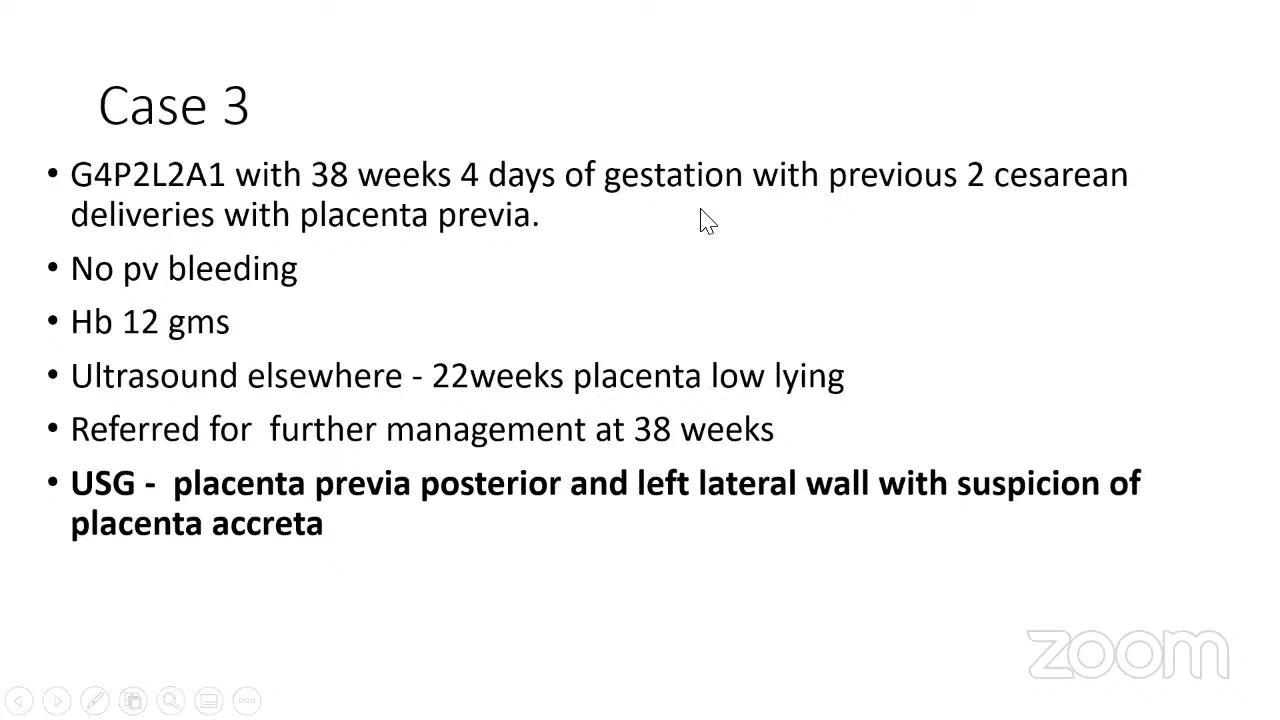 Case 3
• G4P2L2A1 with 38 weeks 4 days of gestation with previous 2 cesarean
deliveries with placenta previa.
• No pv bleeding
• Hb 12 gms
• Ultrasound elsewhere - 22weeks placenta low lying
• Referred for  further management at 38 weeks
• USG -  placenta previa posterior and left lateral wall with suspicion of
placenta accreta
zoom